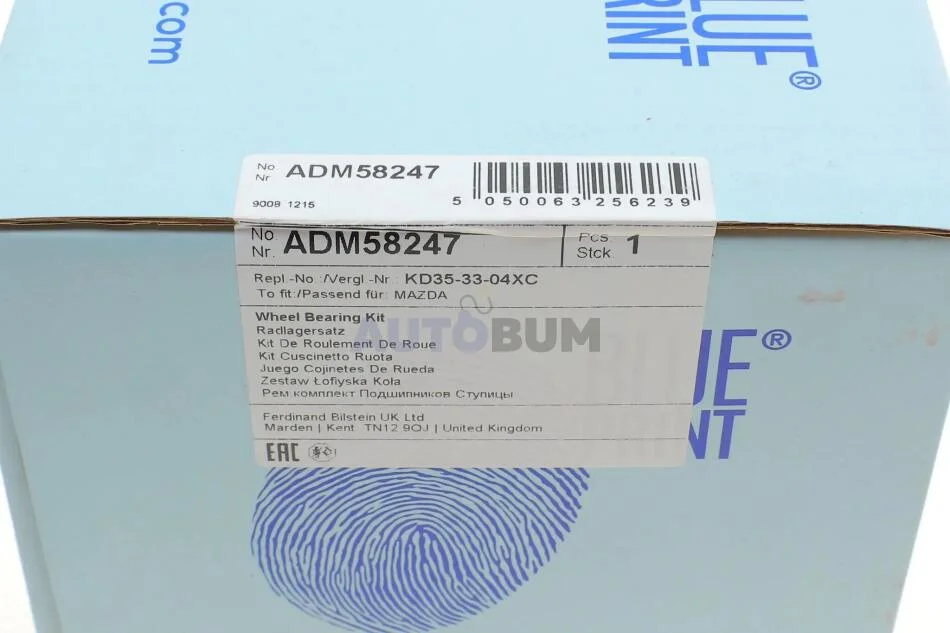 .com
BLUE
PRINT
®
No
Nr
ADM58247
9008 1215
5 050063 256239
No.
Nr.
ADM58247
Pcs.
Stck.
1
Repl.-No.:/Vergl.-Nr.: KD35-33-04XC
To fit:/Passend für: MAZDA
Wheel Bearing Kit
Radlagersatz
Kit De Roulement De Roue
Kit Cuscinetto Ruota
Juego Cojinetes De Rueda
Zestaw Łofiyska Koła
Рем.комплект Подшипников Ступицы
AUTOBUM
Ferdinand Bilstein UK Ltd
Marden | Kent TN12 9QJ | United Kingdom
EAC
UE
®
NT